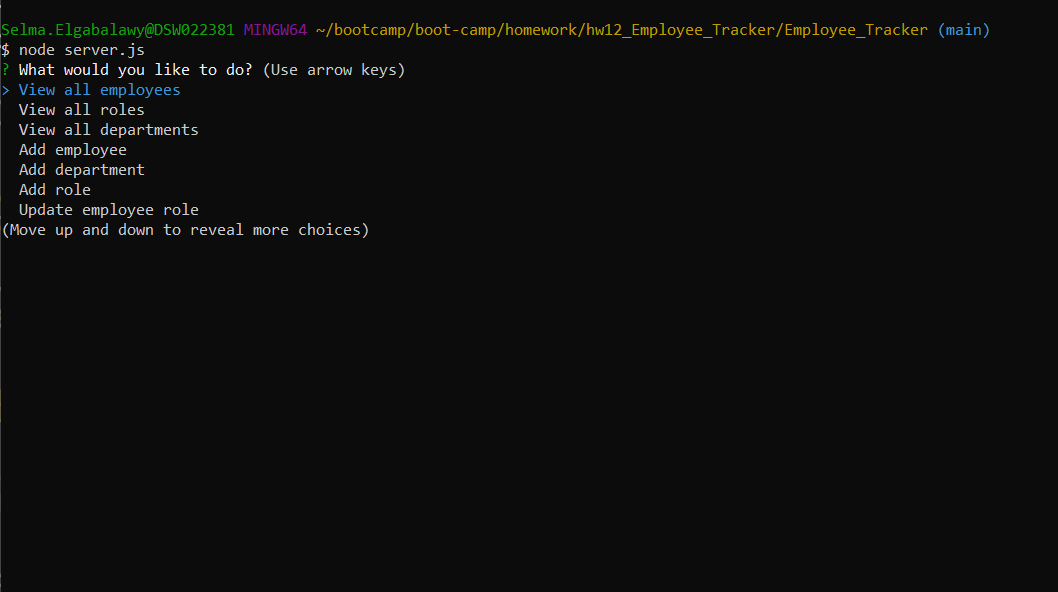 Selma.Elgabalawy@DSW022381 MINGW64 ~/bootcamp/boot-camp/homework/hw12_Employee_Tracker/Employee_Tracker (main)
$ node server.js
? What would you like to do? (Use arrow keys)
> View all employees
View all roles
View all departments
Add employee
Add department
Add role
Update employee role
(Move up and down to reveal more choices)